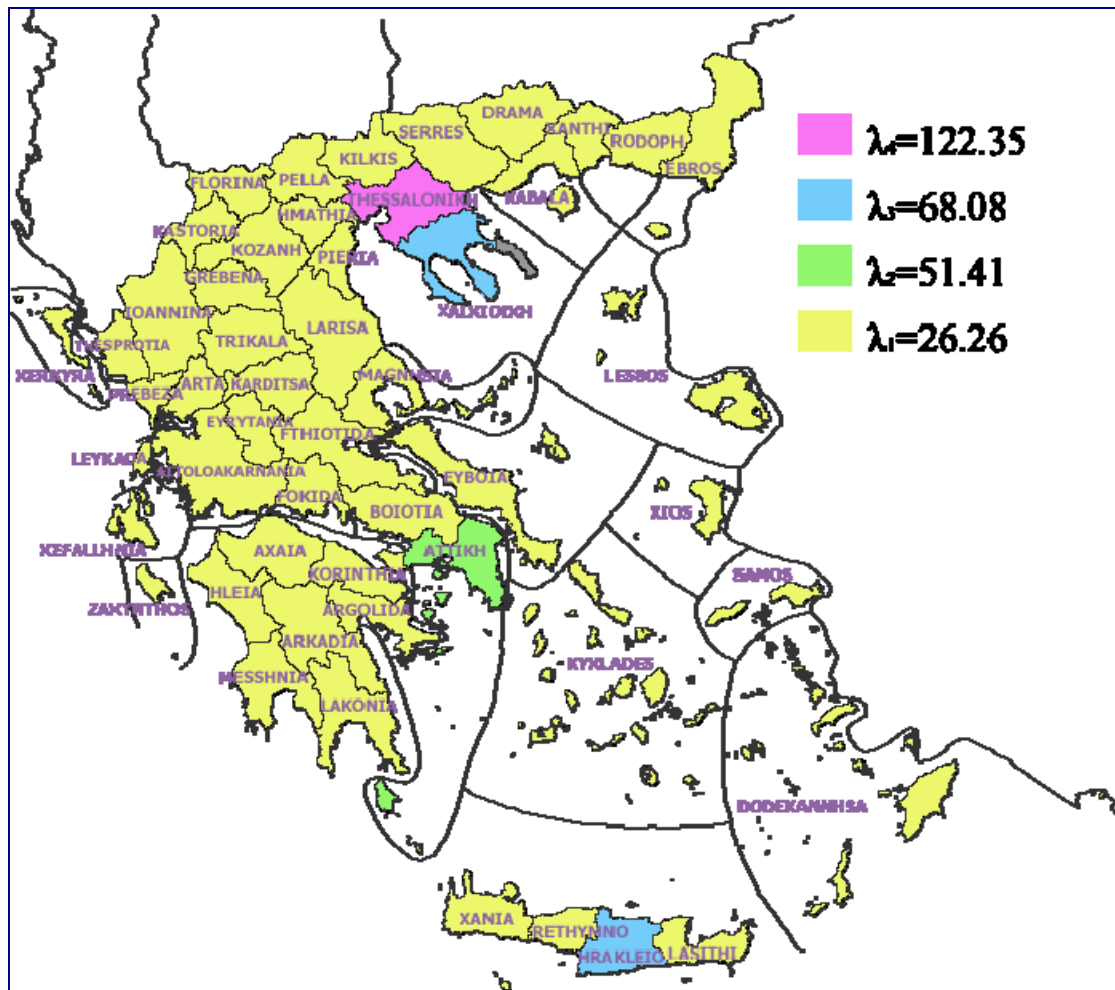 DRAMA
SERRES
XANTHI
RODOPH
KILKIS
EBROS
FLORINA
PELLA
THESSALONIKH
KABALA
HMATHIA
KASTORIA
KOZANH
PIERIA
GREBENA
XALKIDIKH
IOANNINA
LARISA
THESPROTIA
TRIKALA
KERKYRA
MAGNHSIA
LESBOS
PREBEZA
ARTA
KARDITSA
EYRYTANIA
FTHIOTIDA
LEYKADA
AITOLOAKARNANIA
EYBOIA
FOKIDA
BOIOTIA
XIOS
KEFALLHNIA
AXAIA
ATTIKH
KORINTHIA
SAMOS
ZAKYNTHOS
HLEIA
ARGOLIDA
ARKADIA
KYKLADES
MESSHNIA
LAKONIA
DODEKANHSA
XANIA
RETHYMNO
HRAKLEIO
LASITHI
λ₄=122.35
λ₃=68.08
λ₂=51.41
λ₁=26.26